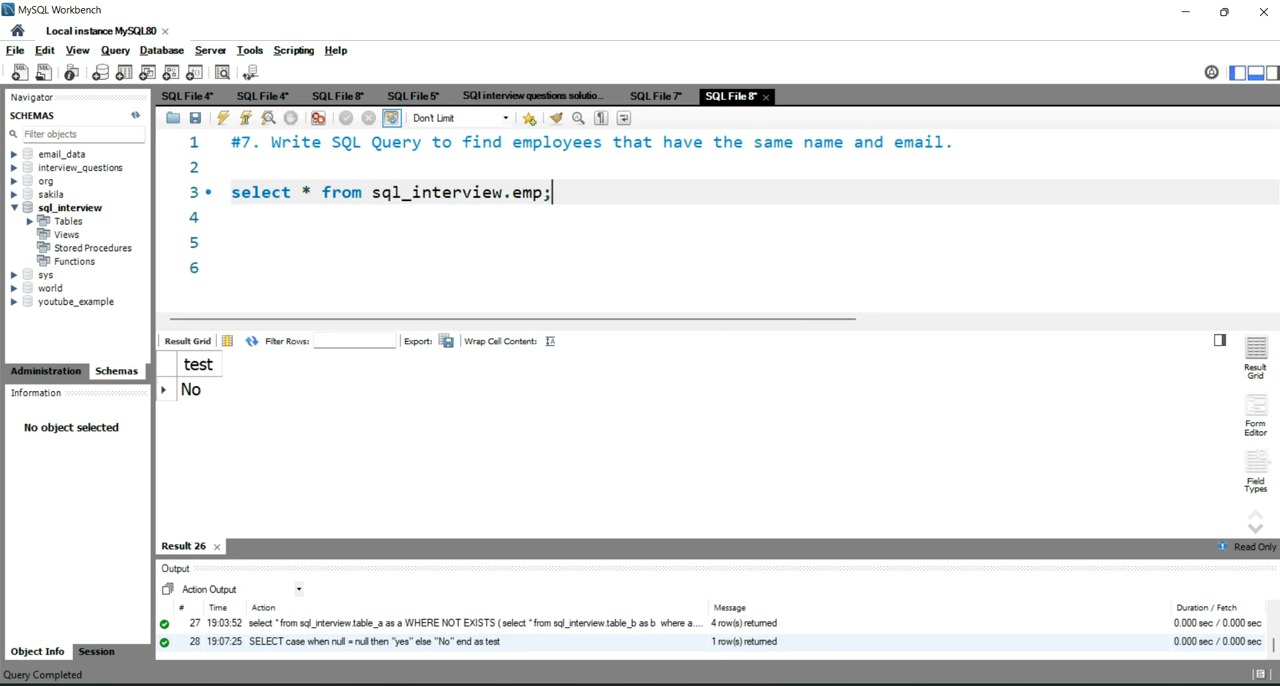 MySQL Workbench
Local instance MySQL80
File Edit View Query Database Server Tools Scripting Help
Navigator
SCHEMAS
Filter objects
email_data
interview_questions
org
sakila
sql_interview
Tables
Views
Stored Procedures
Functions
sys
world
youtube_example
Administration Schemas
Information
No object selected
Object Info Session
Query Completed
SQL File 4* SQL File 4* SQL File 8* SQL File 5* SQl interview questions solutio... SQL File 7* SQL File 8*
Don't Limit
1 #7. Write SQL Query to find employees that have the same name and email.
2
3 select * from sql_interview.emp;
4
5
6
Result Grid Filter Rows: Export: Wrap Cell Content:
test
No
Result Grid
Form Editor
Field Types
Result 26 Read Only
Output
Action Output
# Time Action Message Duration / Fetch
27 19:03:52 select * from sql_interview.table_a as a WHERE NOT EXISTS ( select * from sql_interview.table_b as b where a.... 4 row(s) returned 0.000 sec / 0.000 sec
28 19:07:25 SELECT case when null = null then "yes" else "No" end as test 1 row(s) returned 0.000 sec / 0.000 sec